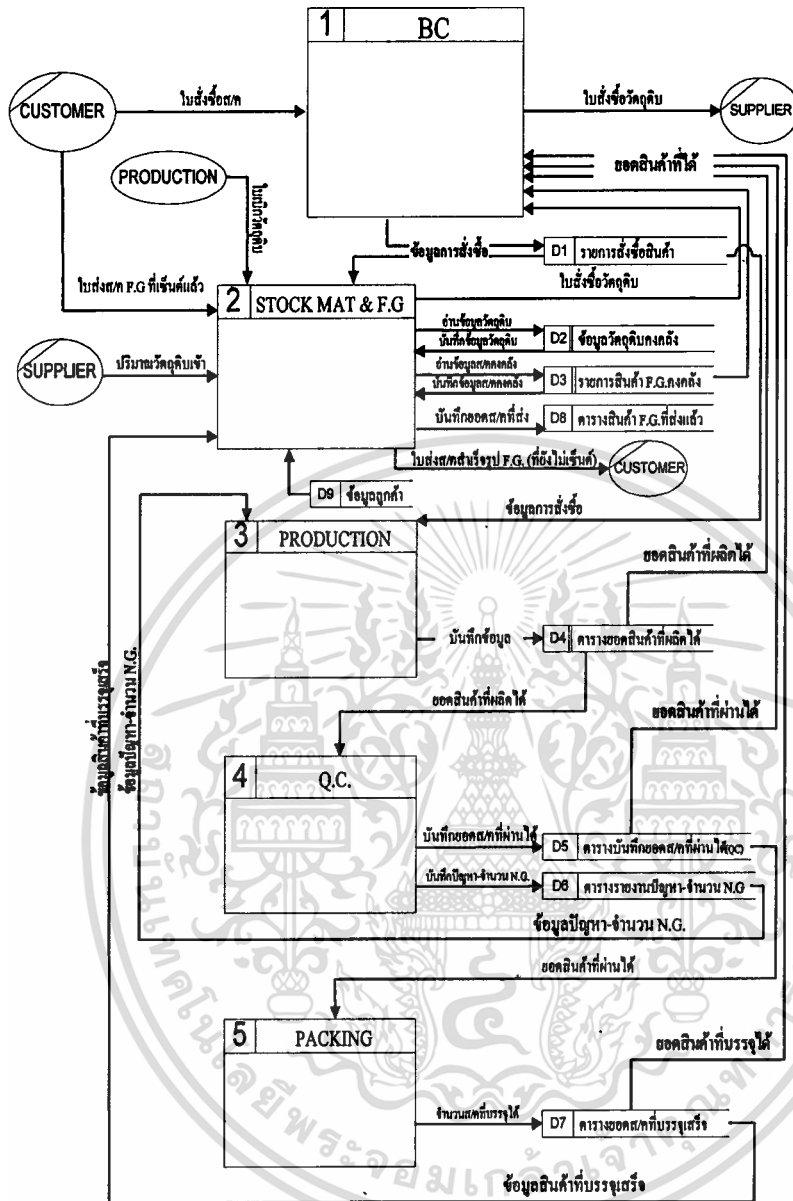 1 BC
ใบสั่งซื้อส/ค
CUSTOMER
ใบสั่งซื้อวัตถุดิบ
SUPPLIER
PRODUCTION
ใบเบิกวัตถุดิบ
ยอดสินค้าที่ได้
ข้อมูลการสั่งซื้อ
D1 รายการสั่งซื้อสินค้า
ใบส่งส/ค F.G ที่เซ็นต์แล้ว
2 STOCK MAT & F.G
ใบสั่งซื้อวัตถุดิบ
อ่านข้อมูลวัตถุดิบ
บันทึกข้อมูลวัตถุดิบ
D2 ข้อมูลวัตถุดิบคงคลัง
SUPPLIER
ปริมาณวัตถุดิบเข้า
อ่านข้อมูลส/คคงคลัง
บันทึกข้อมูลส/คคงคลัง
D3 รายการสินค้า F.G.คงคลัง
บันทึกยอดส/คที่ส่ง
D8 ตารางสินค้า F.G.ที่ส่งแล้ว
ใบส่งส/คสำเร็จรูป F.G. (ที่ยังไม่เซ็นต์)
CUSTOMER
D9 ข้อมูลลูกค้า
ข้อมูลการสั่งซื้อ
3 PRODUCTION
ยอดสินค้าที่ผลิตได้
บันทึกข้อมูล
D4 ตารางยอดสินค้าที่ผลิตได้
ข้อมูลสินค้าที่บรรจุเสร็จ
ข้อมูลปัญหา-จำนวน N.G.
ยอดสินค้าที่ผลิตได้
ยอดสินค้าที่ผ่านได้
4 Q.C.
บันทึกยอดส/คที่ผ่านได้
D5 ตารางบันทึกยอดส/คที่ผ่านได้(QC)
บันทึกปัญหา-จำนวน N.G.
D6 ตารางรายงานปัญหา-จำนวน N.G
ข้อมูลปัญหา-จำนวน N.G.
ยอดสินค้าที่ผ่านได้
5 PACKING
ยอดสินค้าที่บรรจุได้
จำนวนส/คที่บรรจุได้
D7 ตารางยอดส/คที่บรรจุเสร็จ
ข้อมูลสินค้าที่บรรจุเสร็จ